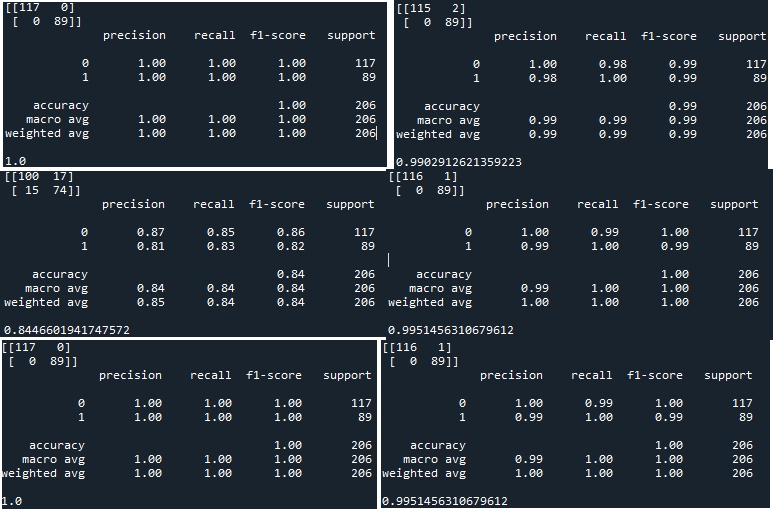 [[117   0]
 [  0  89]]
              precision    recall  f1-score   support
           0       1.00      1.00      1.00       117
           1       1.00      1.00      1.00        89
    accuracy                           1.00       206
   macro avg       1.00      1.00      1.00       206
weighted avg       1.00      1.00      1.00       206
1.0
[[115   2]
 [  0  89]]
              precision    recall  f1-score   support
           0       1.00      0.98      0.99       117
           1       0.98      1.00      0.99        89
    accuracy                           0.99       206
   macro avg       0.99      0.99      0.99       206
weighted avg       0.99      0.99      0.99       206
0.9902912621359223
[[100  17]
 [ 15  74]]
              precision    recall  f1-score   support
           0       0.87      0.85      0.86       117
           1       0.81      0.83      0.82        89
    accuracy                           0.84       206
   macro avg       0.84      0.84      0.84       206
weighted avg       0.85      0.84      0.84       206
0.8446601941747572
[[116   1]
 [  0  89]]
              precision    recall  f1-score   support
           0       1.00      0.99      1.00       117
           1       0.99      1.00      0.99        89
    accuracy                           1.00       206
   macro avg       0.99      1.00      1.00       206
weighted avg       1.00      1.00      1.00       206
0.9951456310679612
[[117   0]
 [  0  89]]
              precision    recall  f1-score   support
           0       1.00      1.00      1.00       117
           1       1.00      1.00      1.00        89
    accuracy                           1.00       206
   macro avg       1.00      1.00      1.00       206
weighted avg       1.00      1.00      1.00       206
1.0
[[116   1]
 [  0  89]]
              precision    recall  f1-score   support
           0       1.00      0.99      1.00       117
           1       0.99      1.00      0.99        89
    accuracy                           1.00       206
   macro avg       0.99      1.00      1.00       206
weighted avg       1.00      1.00      1.00       206
0.9951456310679612